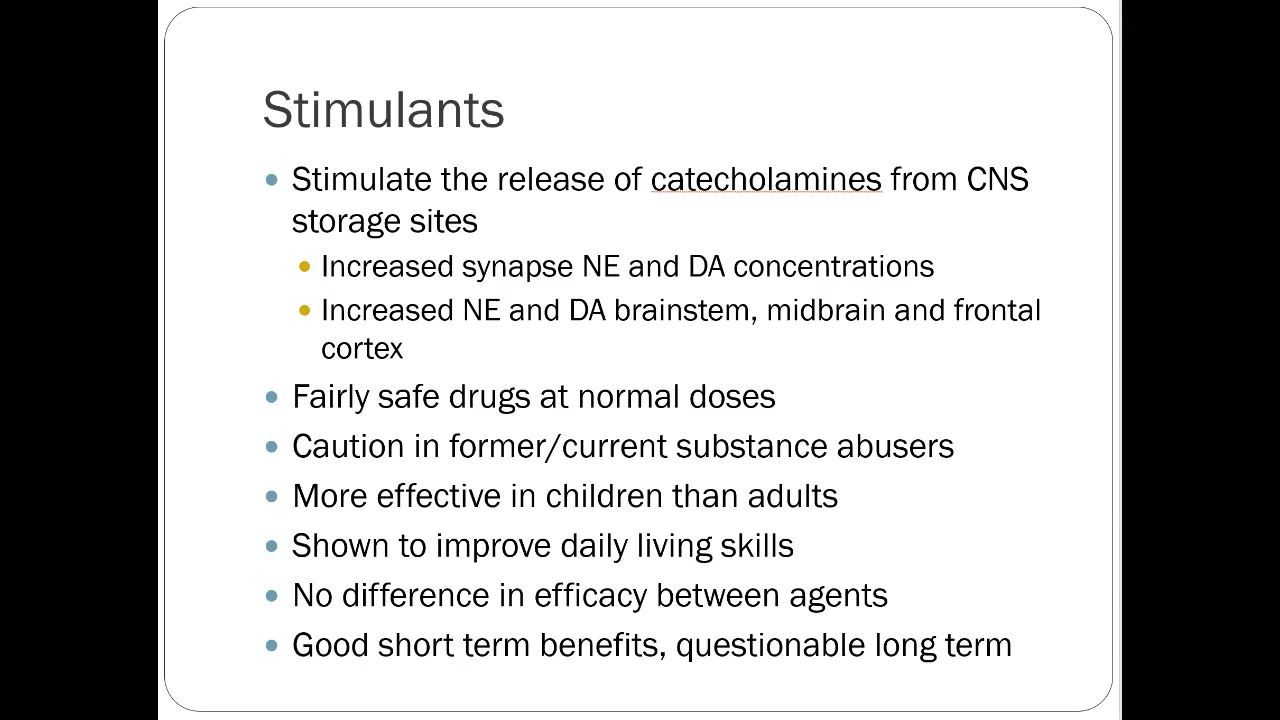 Stimulants
Stimulate the release of catecholamines from CNS
storage sites
Increased synapse NE and DA concentrations
Increased NE and DA brainstem, midbrain and frontal
cortex
Fairly safe drugs at normal doses
Caution in former/current substance abusers
More effective in children than adults
Shown to improve daily living skills
No difference in efficacy between agents
Good short term benefits, questionable long term